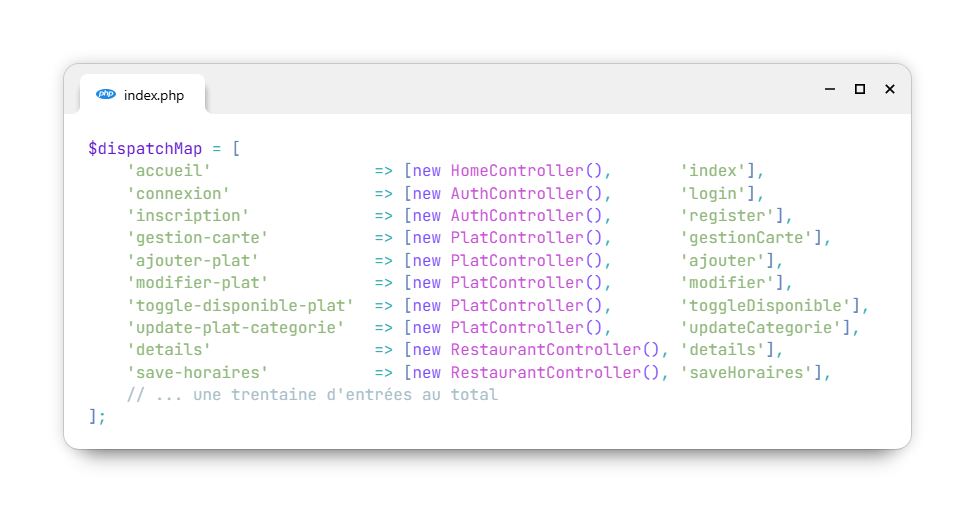 php index.php
$dispatchMap = [
    'accueil'                 => [new HomeController(),       'index'],
    'connexion'               => [new AuthController(),       'login'],
    'inscription'             => [new AuthController(),       'register'],
    'gestion-carte'           => [new PlatController(),       'gestionCarte'],
    'ajouter-plat'            => [new PlatController(),       'ajouter'],
    'modifier-plat'           => [new PlatController(),       'modifier'],
    'toggle-disponible-plat'  => [new PlatController(),       'toggleDisponible'],
    'update-plat-categorie'   => [new PlatController(),       'updateCategorie'],
    'details'                 => [new RestaurantController(), 'details'],
    'save-horaires'           => [new RestaurantController(), 'saveHoraires'],
    // ... une trentaine d'entrées au total
];